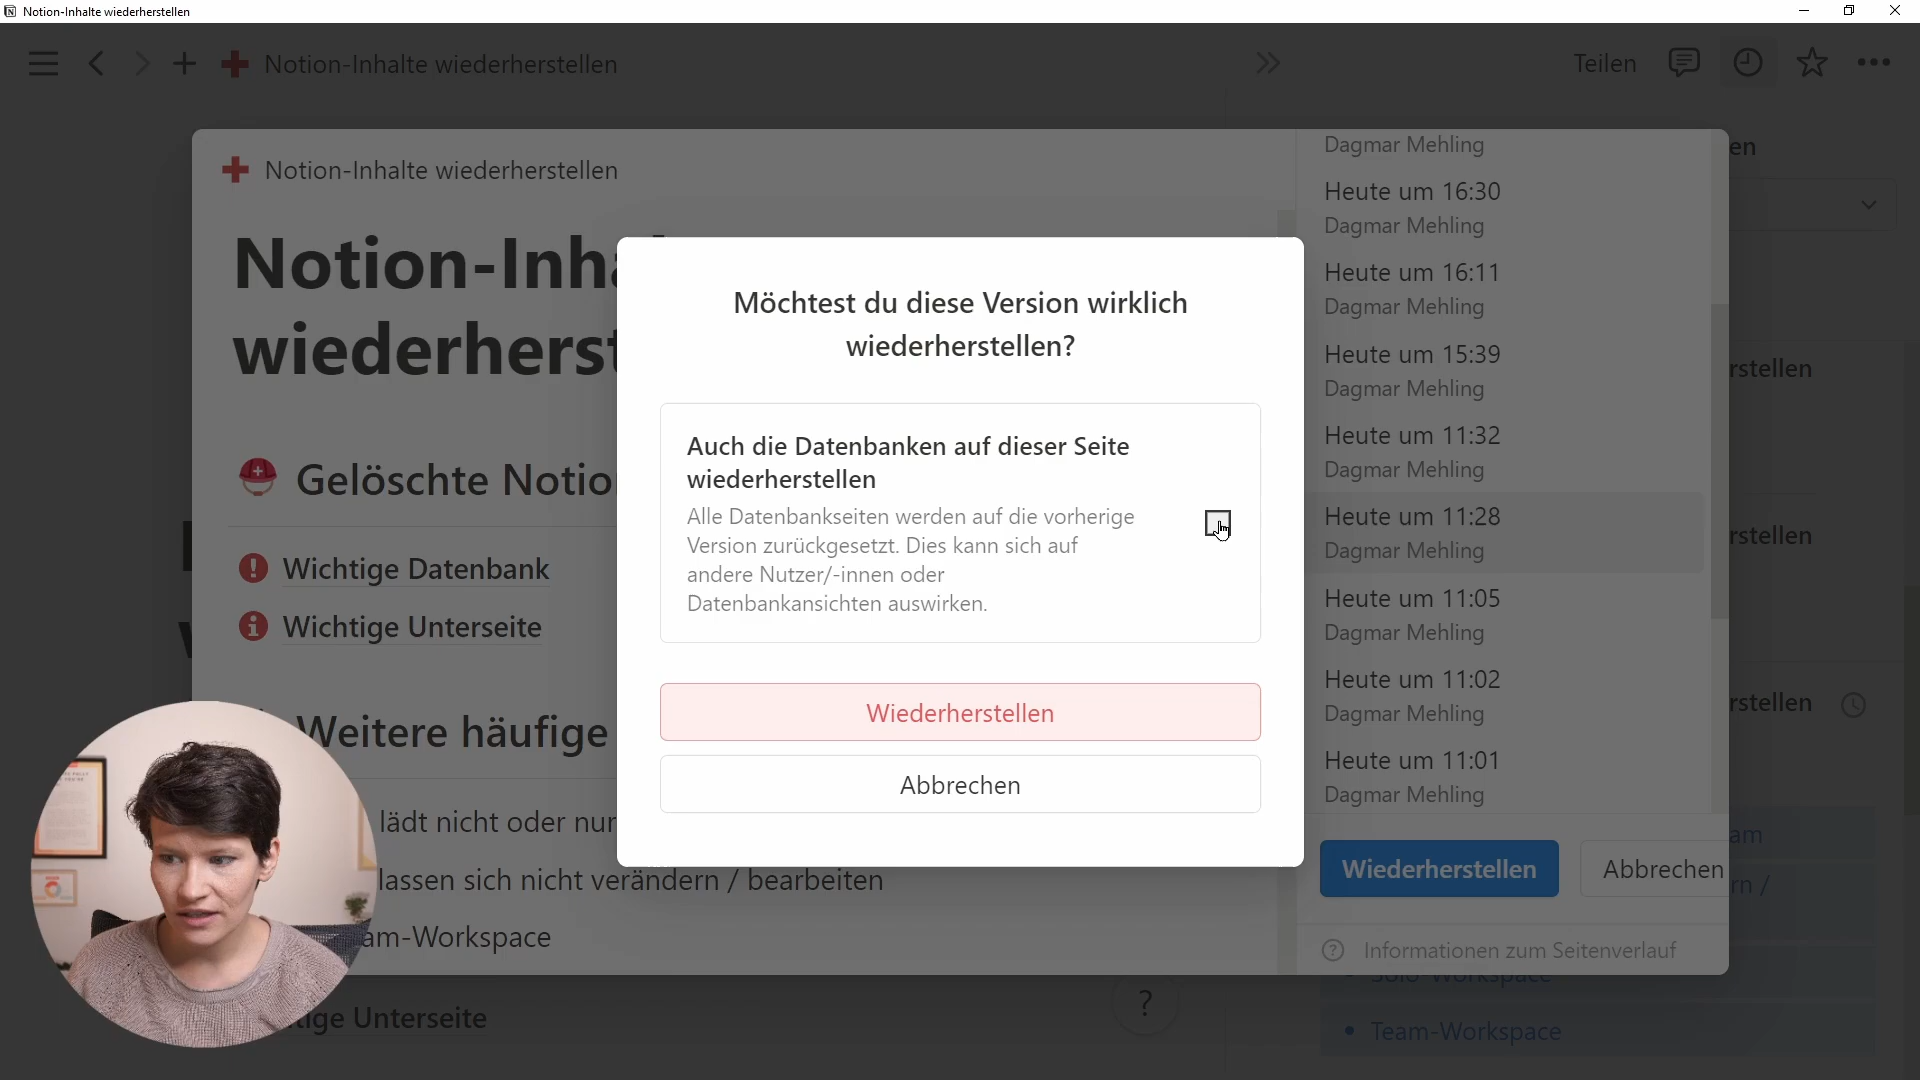 Notion-Inhalte wiederherstellen
Notion-Inhalte wiederherstellen
Teilen
Notion-Inhalte wiederherstellen
Notion-Inha
wiederherst
Gelöschte Notio
Wichtige Datenbank
Wichtige Unterseite
Weitere häufige
lädt nicht oder nur
lassen sich nicht verändern / bearbeiten
am-Workspace
tige Unterseite
Möchtest du diese Version wirklich
wiederherstellen?
Auch die Datenbanken auf dieser Seite
wiederherstellen
Alle Datenbankseiten werden auf die vorherige
Version zurückgesetzt. Dies kann sich auf
andere Nutzer/-innen oder
Datenbankansichten auswirken.
Wiederherstellen
Abbrechen
Dagmar Mehling
Heute um 16:30
Dagmar Mehling
Heute um 16:11
Dagmar Mehling
Heute um 15:39
Dagmar Mehling
Heute um 11:32
Dagmar Mehling
Heute um 11:28
Dagmar Mehling
Heute um 11:05
Dagmar Mehling
Heute um 11:02
Dagmar Mehling
Heute um 11:01
Dagmar Mehling
Wiederherstellen
Abbrechen
Informationen zum Seitenverlauf
?
en
rstellen
rstellen
rstellen
am
rn /
Solo-Workspace
• Team-Workspace